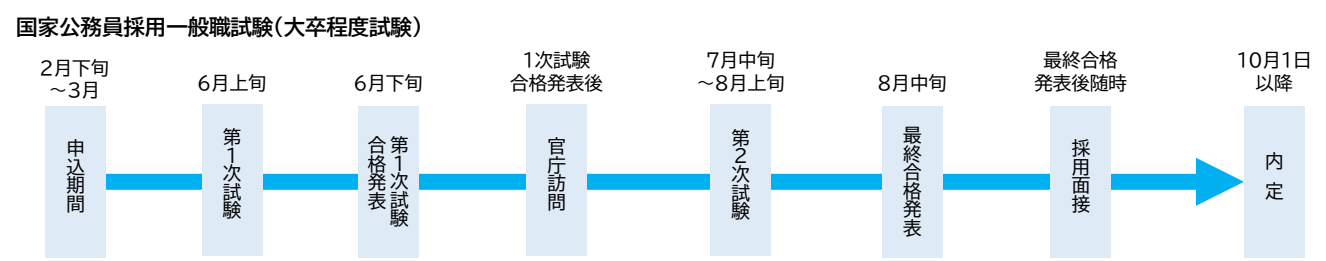 国家公務員採用一般職試験(大卒程度試験)
2月下旬
～3月
申込期間
6月上旬
第1次試験
6月下旬
第1次試験
合格発表
1次試験
合格発表後
官庁訪問
7月中旬
～8月上旬
第2次試験
8月中旬
最終合格発表
最終合格
発表後随時
採用面接
10月1日
以降
内定